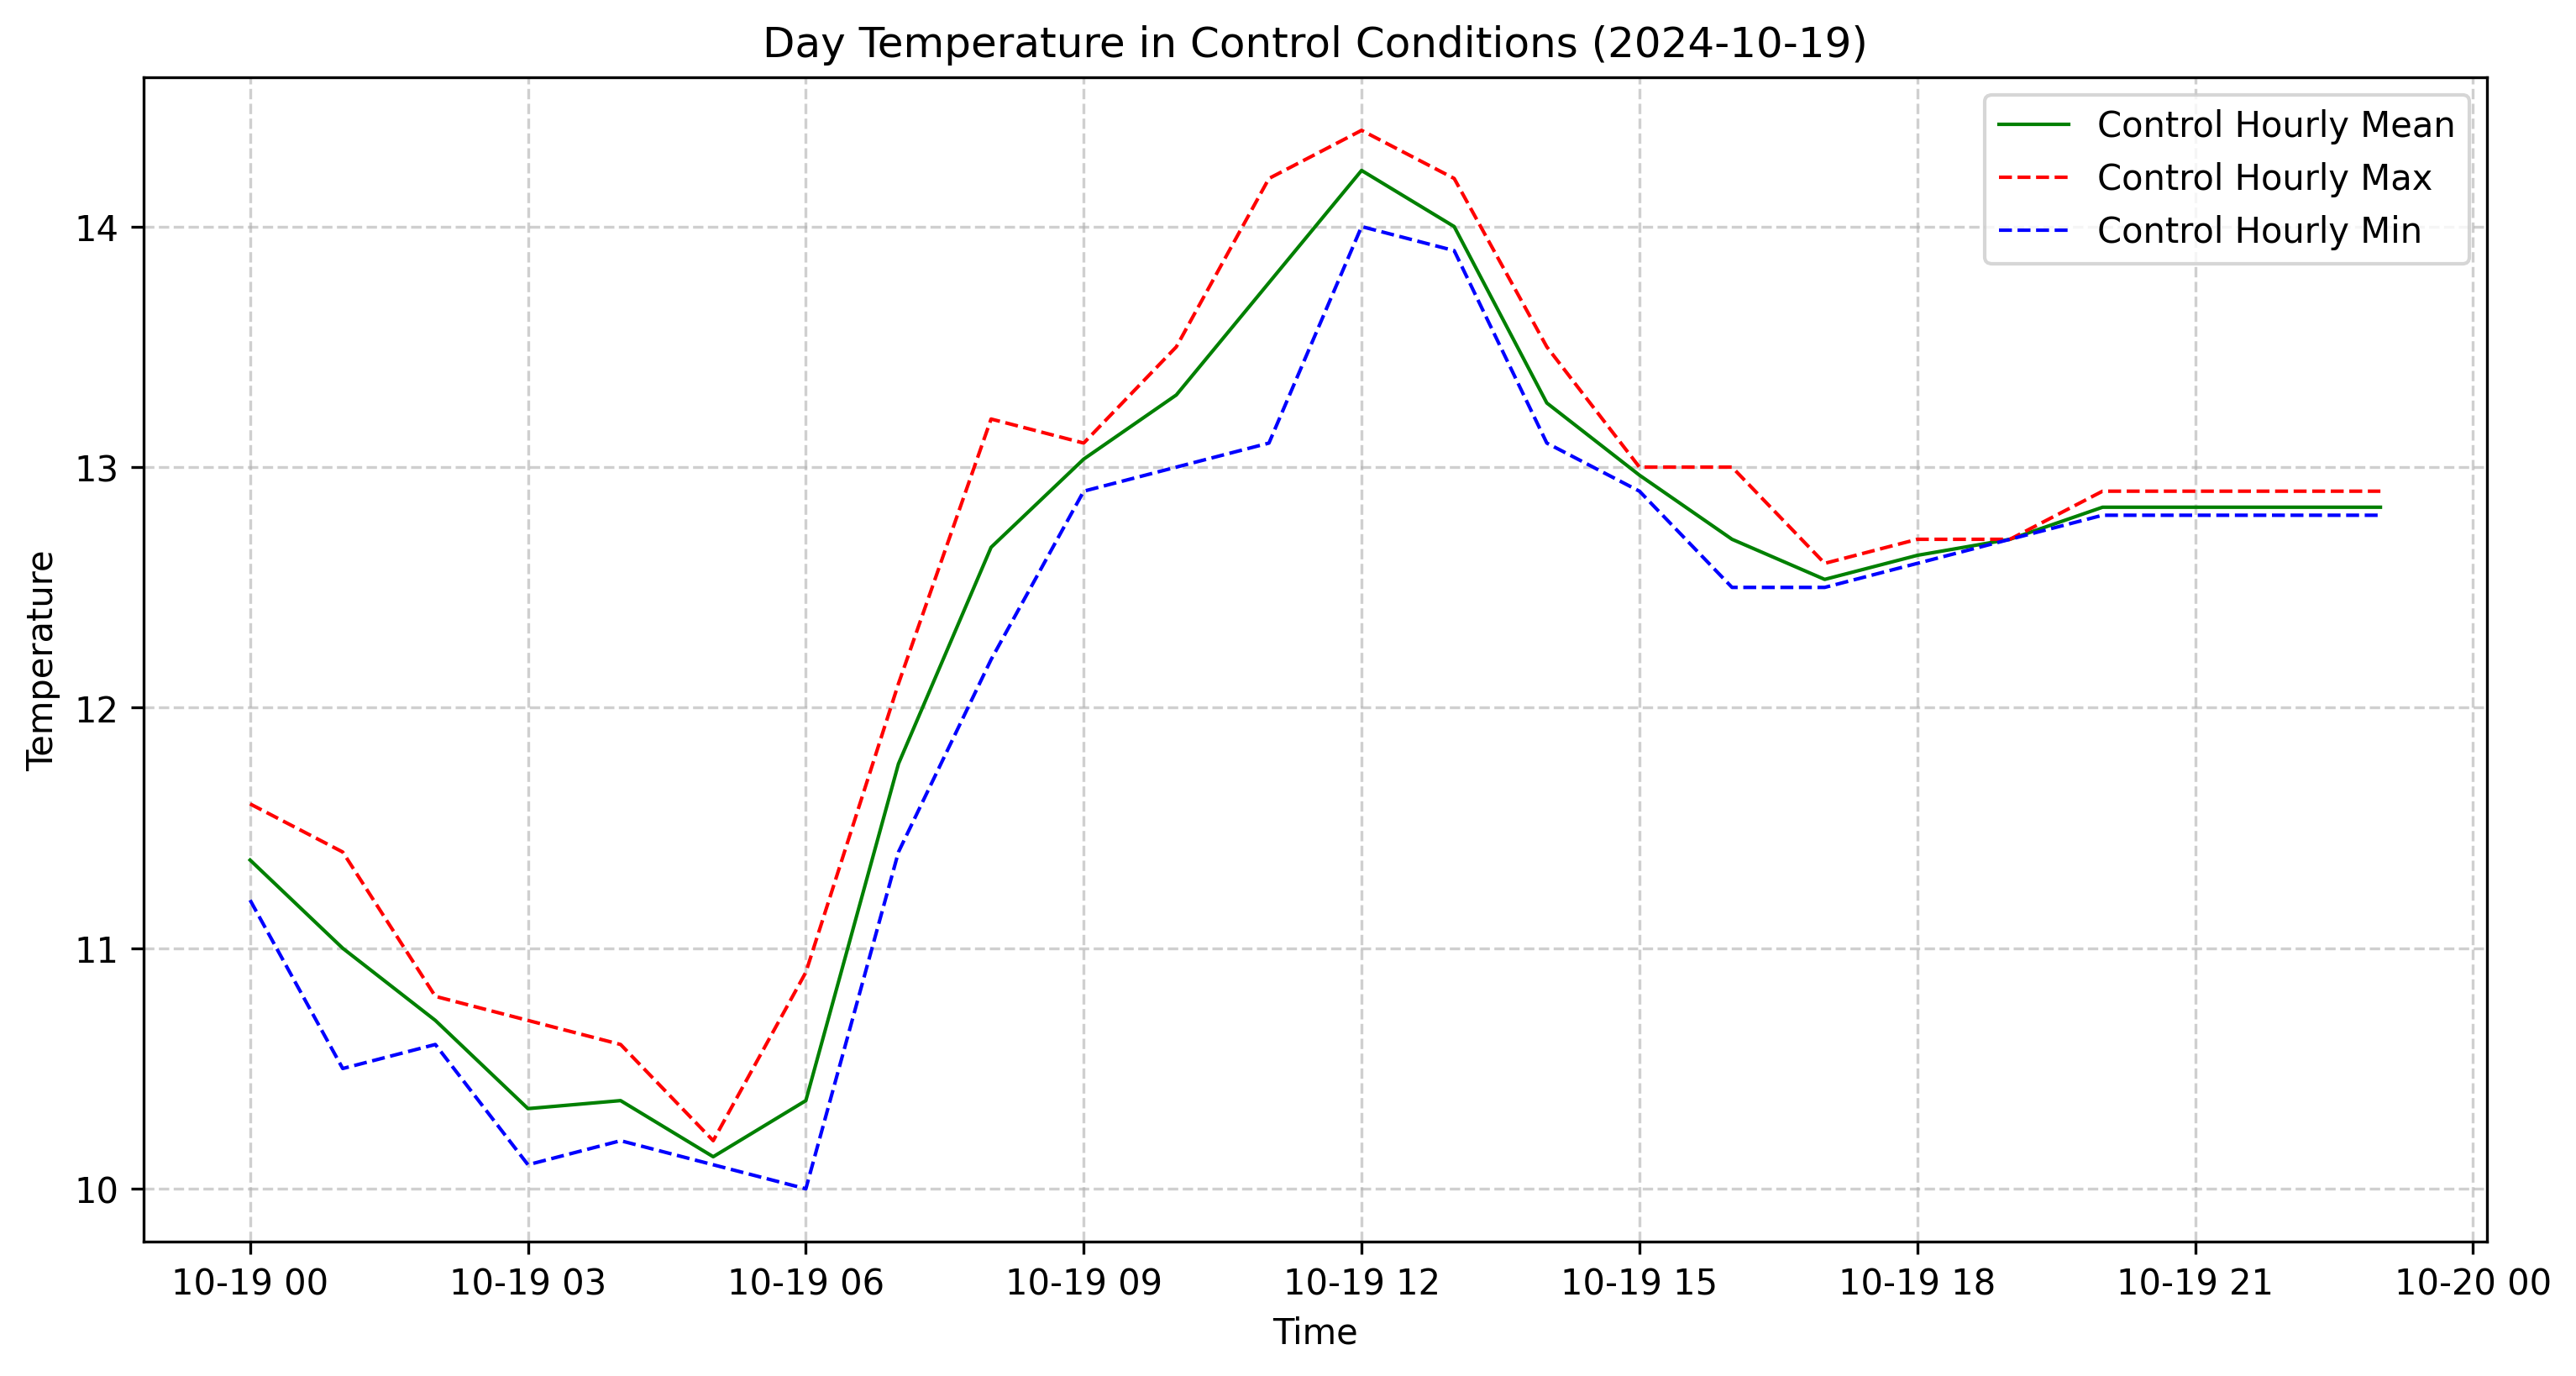 Day Temperature in Control Conditions (2024-10-19)
Control Hourly Mean
Control Hourly Max
Control Hourly Min
Temperature
14
13
12
11
10
10-19 00 10-19 03 10-19 06 10-19 09 10-19 12 10-19 15 10-19 18 10-19 21 10-20 00
Time